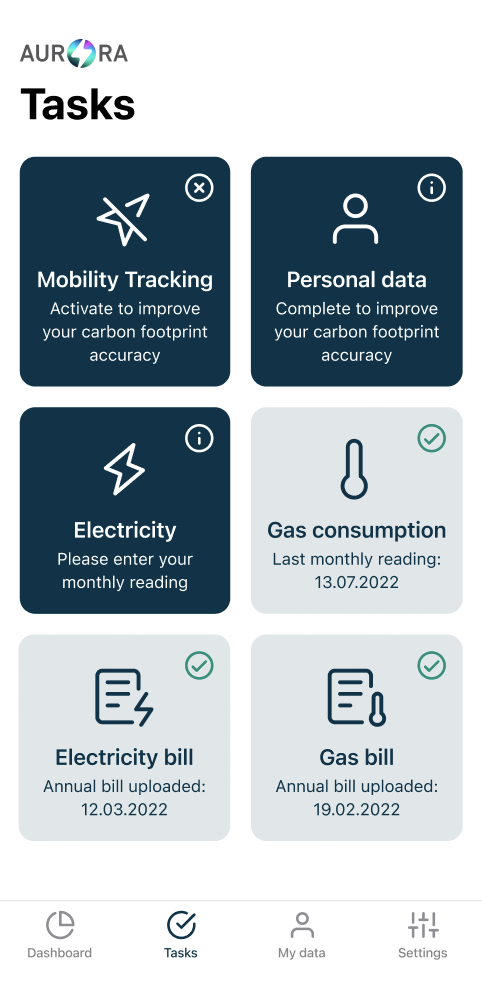 AURORA
Tasks
Mobility Tracking
Activate to improve
your carbon footprint
accuracy
Personal data
Complete to improve
your carbon footprint
accuracy
Electricity
Please enter your
monthly reading
Gas consumption
Last monthly reading:
13.07.2022
Electricity bill
Annual bill uploaded:
12.03.2022
Gas bill
Annual bill uploaded:
19.02.2022
Dashboard
Tasks
My data
Settings